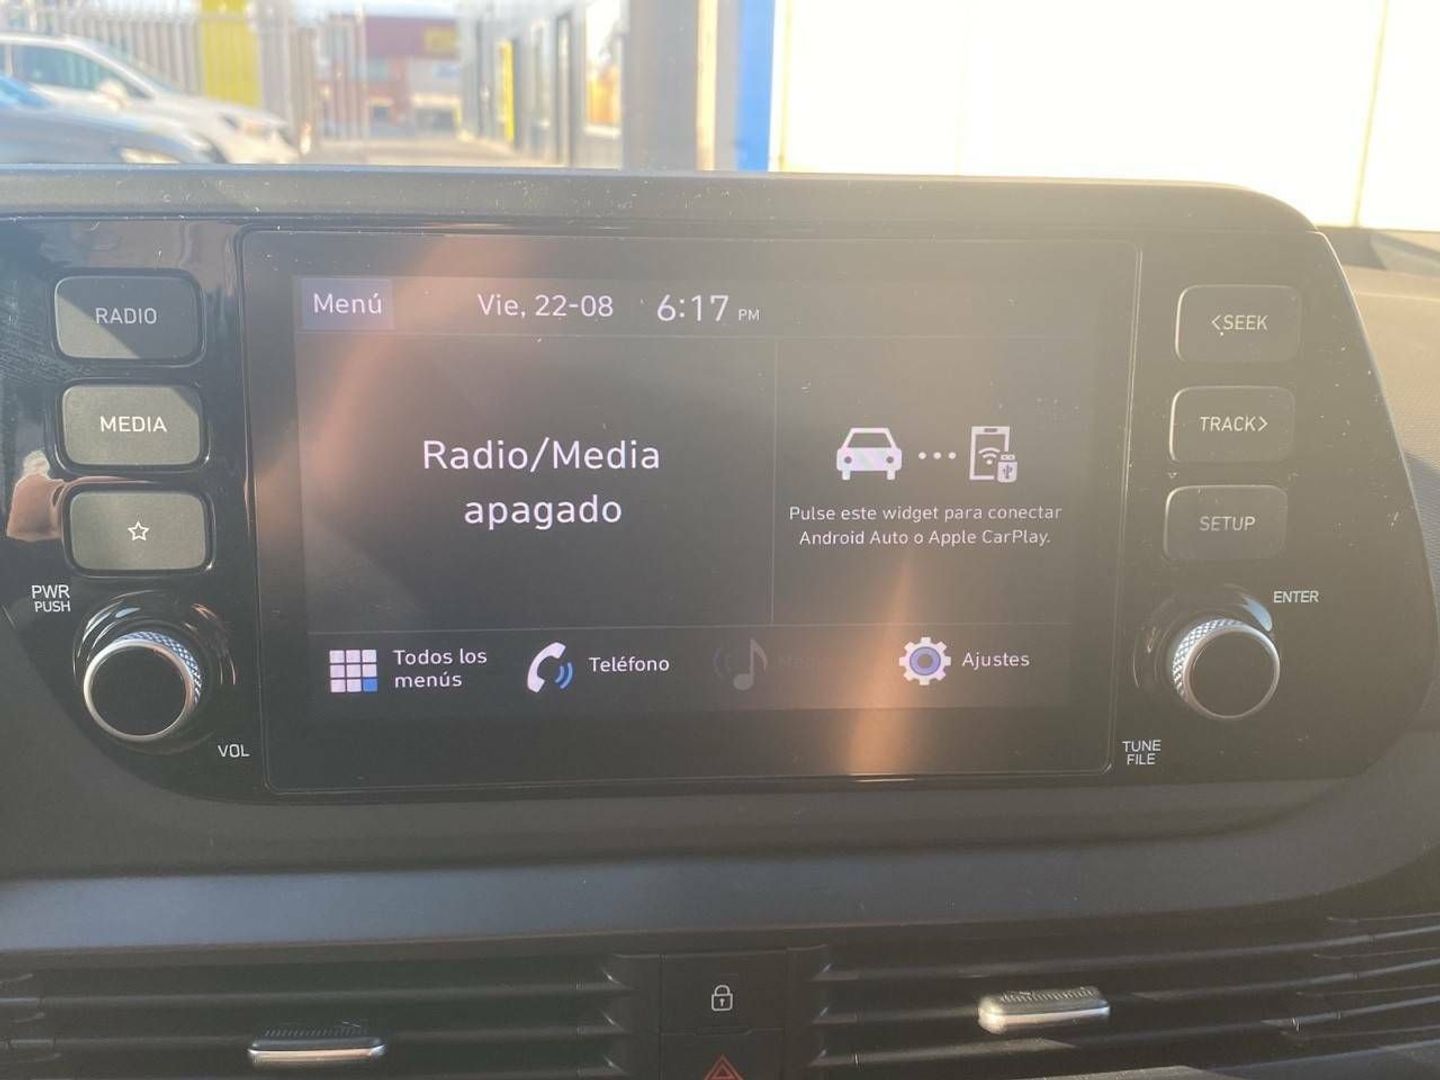 RADIO
MEDIA
PWR
PUSH
VOL
Menú Vie, 22-08 6:17 PM
Radio/Media
apagado
Pulse este widget para conectar
Android Auto o Apple CarPlay.
Todos los
menús
Teléfono
Ajustes
<SEEK
TRACK>
SETUP
ENTER
TUNE
FILE